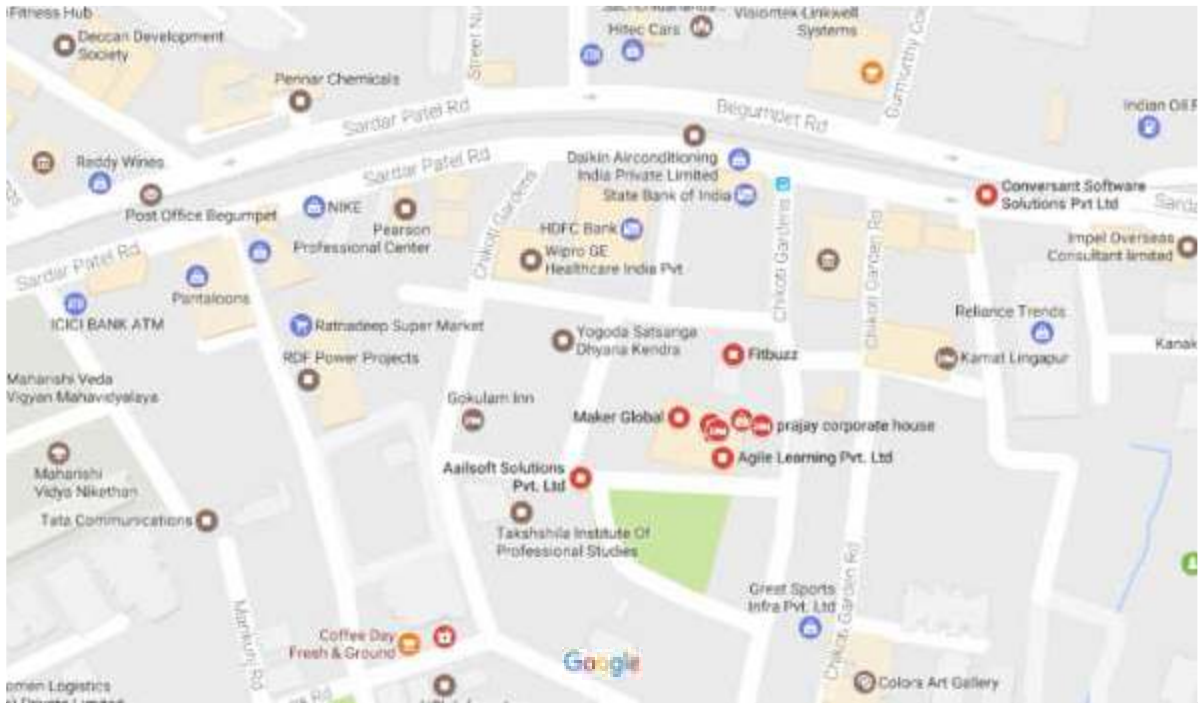 Fitness Hub
Deccan Development
Society
Pennar Chemicals
Hitec Cars
Visiontek Linkwell
Systems
Sardar Patel Rd
Begumpet Rd
Indian Oil
Reddy Wines
Sardar Patel Rd
Daikin Airconditioning
India Private Limited
State Bank of India
Conversant Software
Solutions Pvt Ltd
Post Office Begumpet
NIKE
Pearson
Professional Center
Chikoti Gardens
HDFC Bank
Wipro GE
Healthcare India Pvt
Chikoti Gardens
Chikoti Garden Rd
Impel Overseas
Consultant limited
Sardar Patel Rd
Pantaloons
ICICI BANK ATM
Ratnadeep Super Market
RDF Power Projects
Yogoda Satsanga
Dhyana Kendra
Fitbuzz
Reliance Trends
Kamat Lingapur
Kanak
Maharishi Veda
Vigyan Mahavidyalaya
Gokulam Inn
Maker Global
prajay corporate house
Agile Learning Pvt. Ltd
Aailsoft Solutions
Pvt. Ltd
Maharishi
Vidya Nikethan
Tata Communications
Takshshila Institute Of
Professional Studies
Great Sports
Infra Pvt. Ltd
Chikoti Garden Rd
Coffee Day
Fresh & Ground
Google
Colors Art Gallery
Logistics